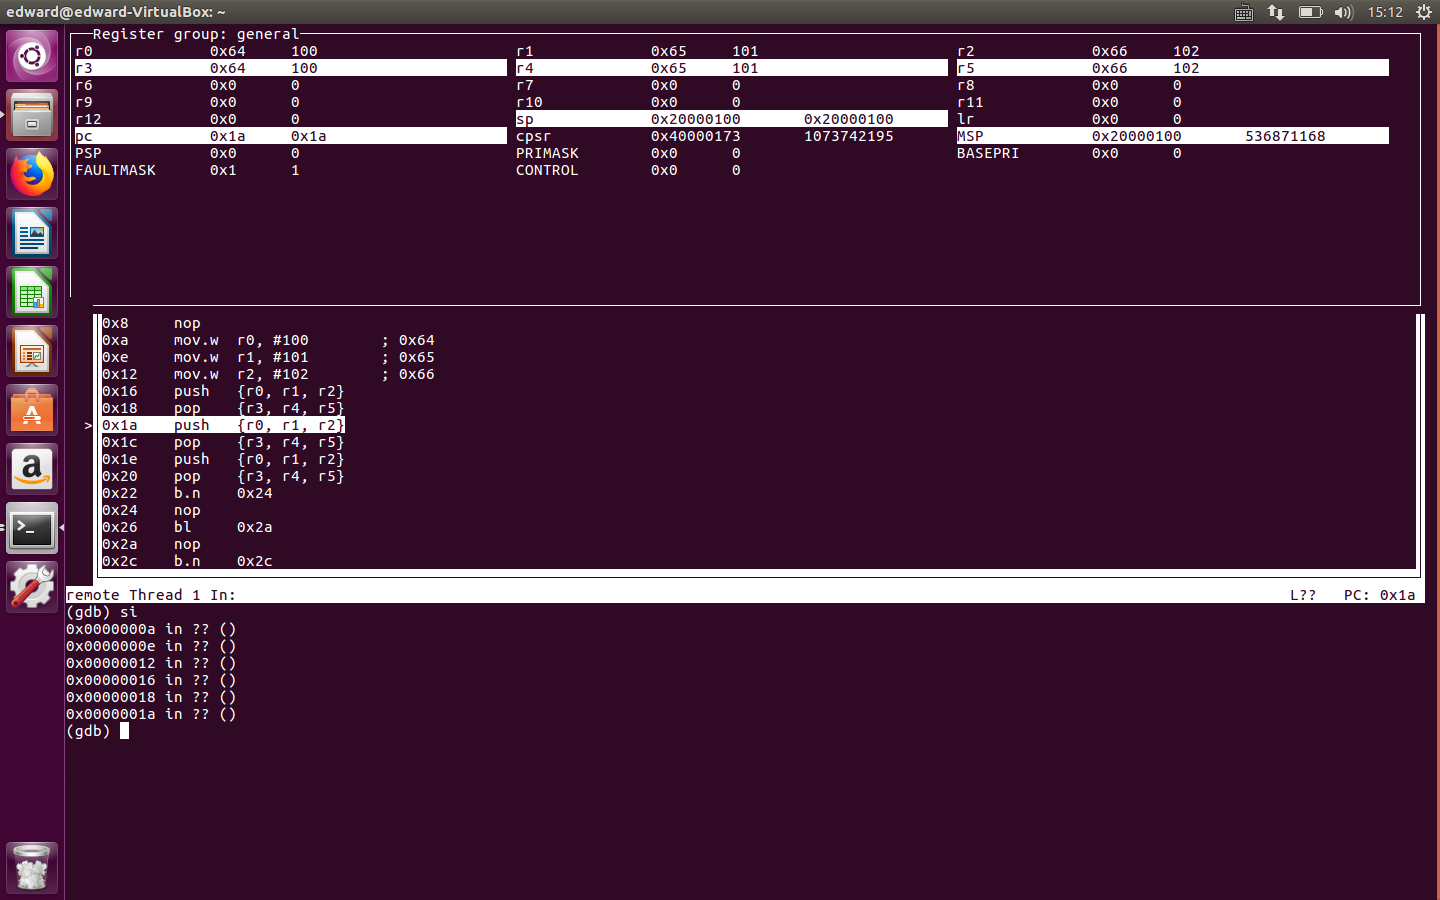 edward@edward-VirtualBox: ~ 15:12
Register group: general
r0 0x64 100 r1 0x65 101 r2 0x66 102
r3 0x64 100 r4 0x65 101 r5 0x66 102
r6 0x0 0 r7 0x0 0 r8 0x0 0
r9 0x0 0 r10 0x0 0 r11 0x0 0
r12 0x0 0 sp 0x20000100 0x20000100 lr 0x0 0
pc 0x1a 0x1a cpsr 0x40000173 1073742195 MSP 0x20000100 536871168
PSP 0x0 0 PRIMASK 0x0 0 BASEPRI 0x0 0
FAULTMASK 0x1 1 CONTROL 0x0 0
0x8 nop
0xa mov.w r0, #100 ; 0x64
0xe mov.w r1, #101 ; 0x65
0x12 mov.w r2, #102 ; 0x66
0x16 push {r0, r1, r2}
0x18 pop {r3, r4, r5}
>0x1a push {r0, r1, r2}
0x1c pop {r3, r4, r5}
0x1e push {r0, r1, r2}
0x20 pop {r3, r4, r5}
0x22 b.n 0x24
0x24 nop
0x26 bl 0x2a
0x2a nop
0x2c b.n 0x2c
remote Thread 1 In: L?? PC: 0x1a
(gdb) si
0x0000000a in ?? ()
0x0000000e in ?? ()
0x00000012 in ?? ()
0x00000016 in ?? ()
0x00000018 in ?? ()
0x0000001a in ?? ()
(gdb)